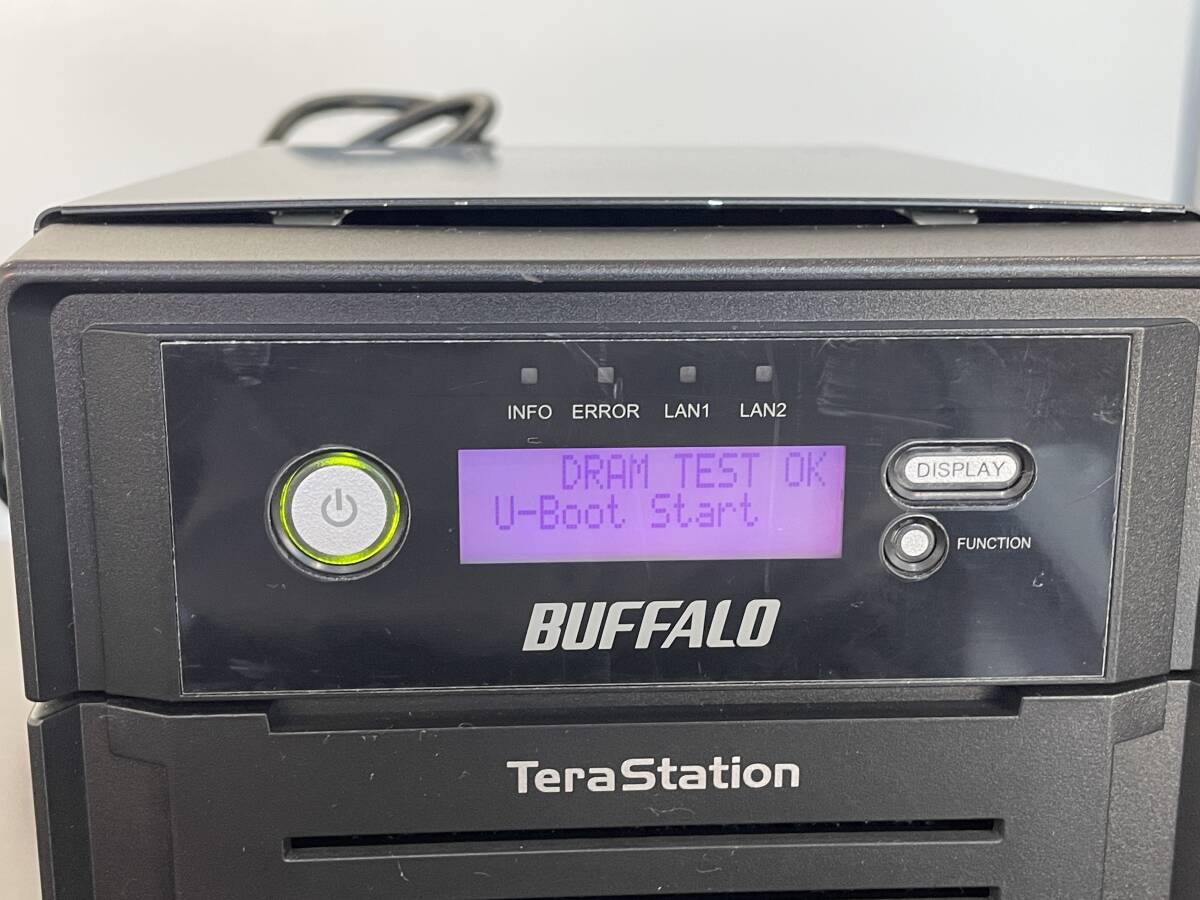 INFO ERROR LAN1 LAN2
DRAM TEST OK
U-Boot Start
DISPLAY
FUNCTION
BUFFALO
TeraStation